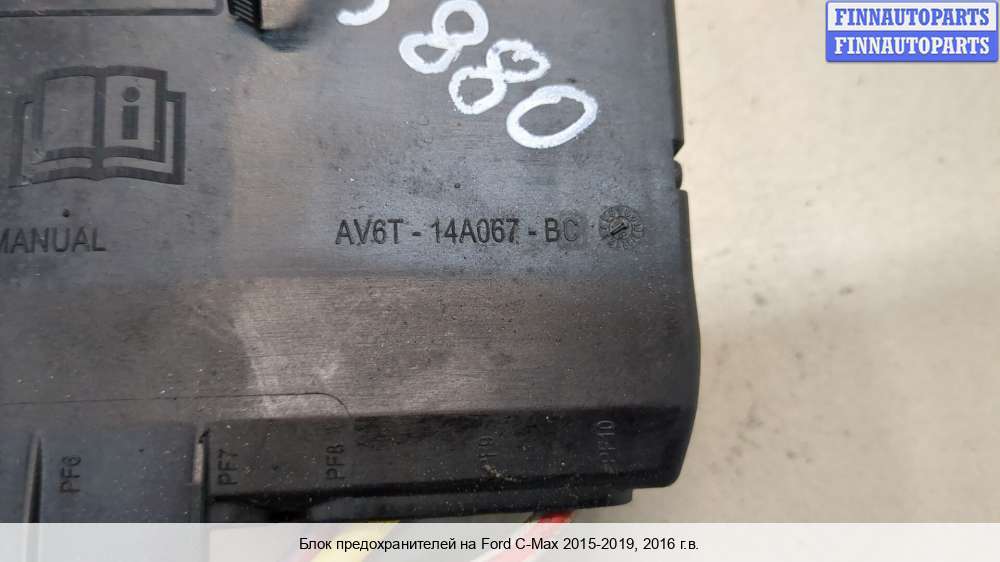 FINNAUTOPARTS
FINNAUTOPARTS
880
MANUAL
AV6T - 14A067 - BC
PF6
PF7
PF8
PF10
Блок предохранителей на Ford C-Max 2015-2019, 2016 г.в.